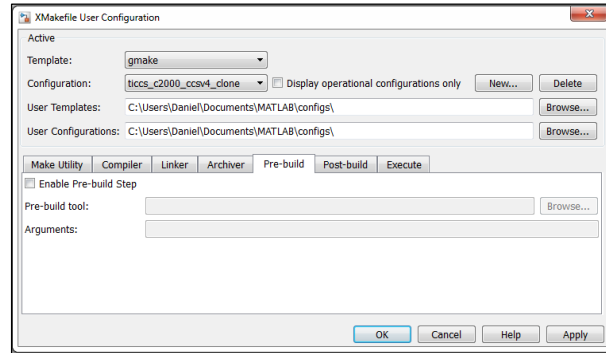 XMakefile User Configuration
Active
Template: gmake
Configuration: ticcs_c2000_ccsv4_clone Display operational configurations only New... Delete
User Templates: C:\Users\Daniel\Documents\MATLAB\configs\ Browse...
User Configurations: C:\Users\Daniel\Documents\MATLAB\configs\ Browse...
Make Utility Compiler Linker Archiver Pre-build Post-build Execute
Enable Pre-build Step
Pre-build tool: Browse...
Arguments:
OK Cancel Help Apply